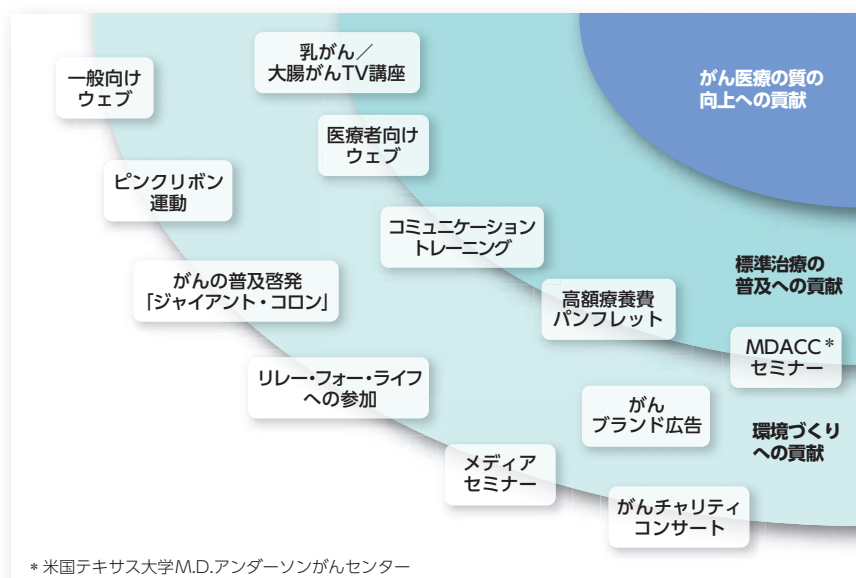 乳がん／
大腸がんTV講座
一般向け
ウェブ
がん医療の質の
向上への貢献
医療者向け
ウェブ
ピンクリボン
運動
コミュニケーション
トレーニング
標準治療の
普及への貢献
がんの普及啓発
「ジャイアント・コロン」
高額療養費
パンフレット
MDACC*
セミナー
リレー・フォー・ライフ
への参加
がん
ブランド広告
環境づくり
への貢献
メディア
セミナー
がんチャリティ
コンサート
* 米国テキサス大学M.D.アンダーソンがんセンター